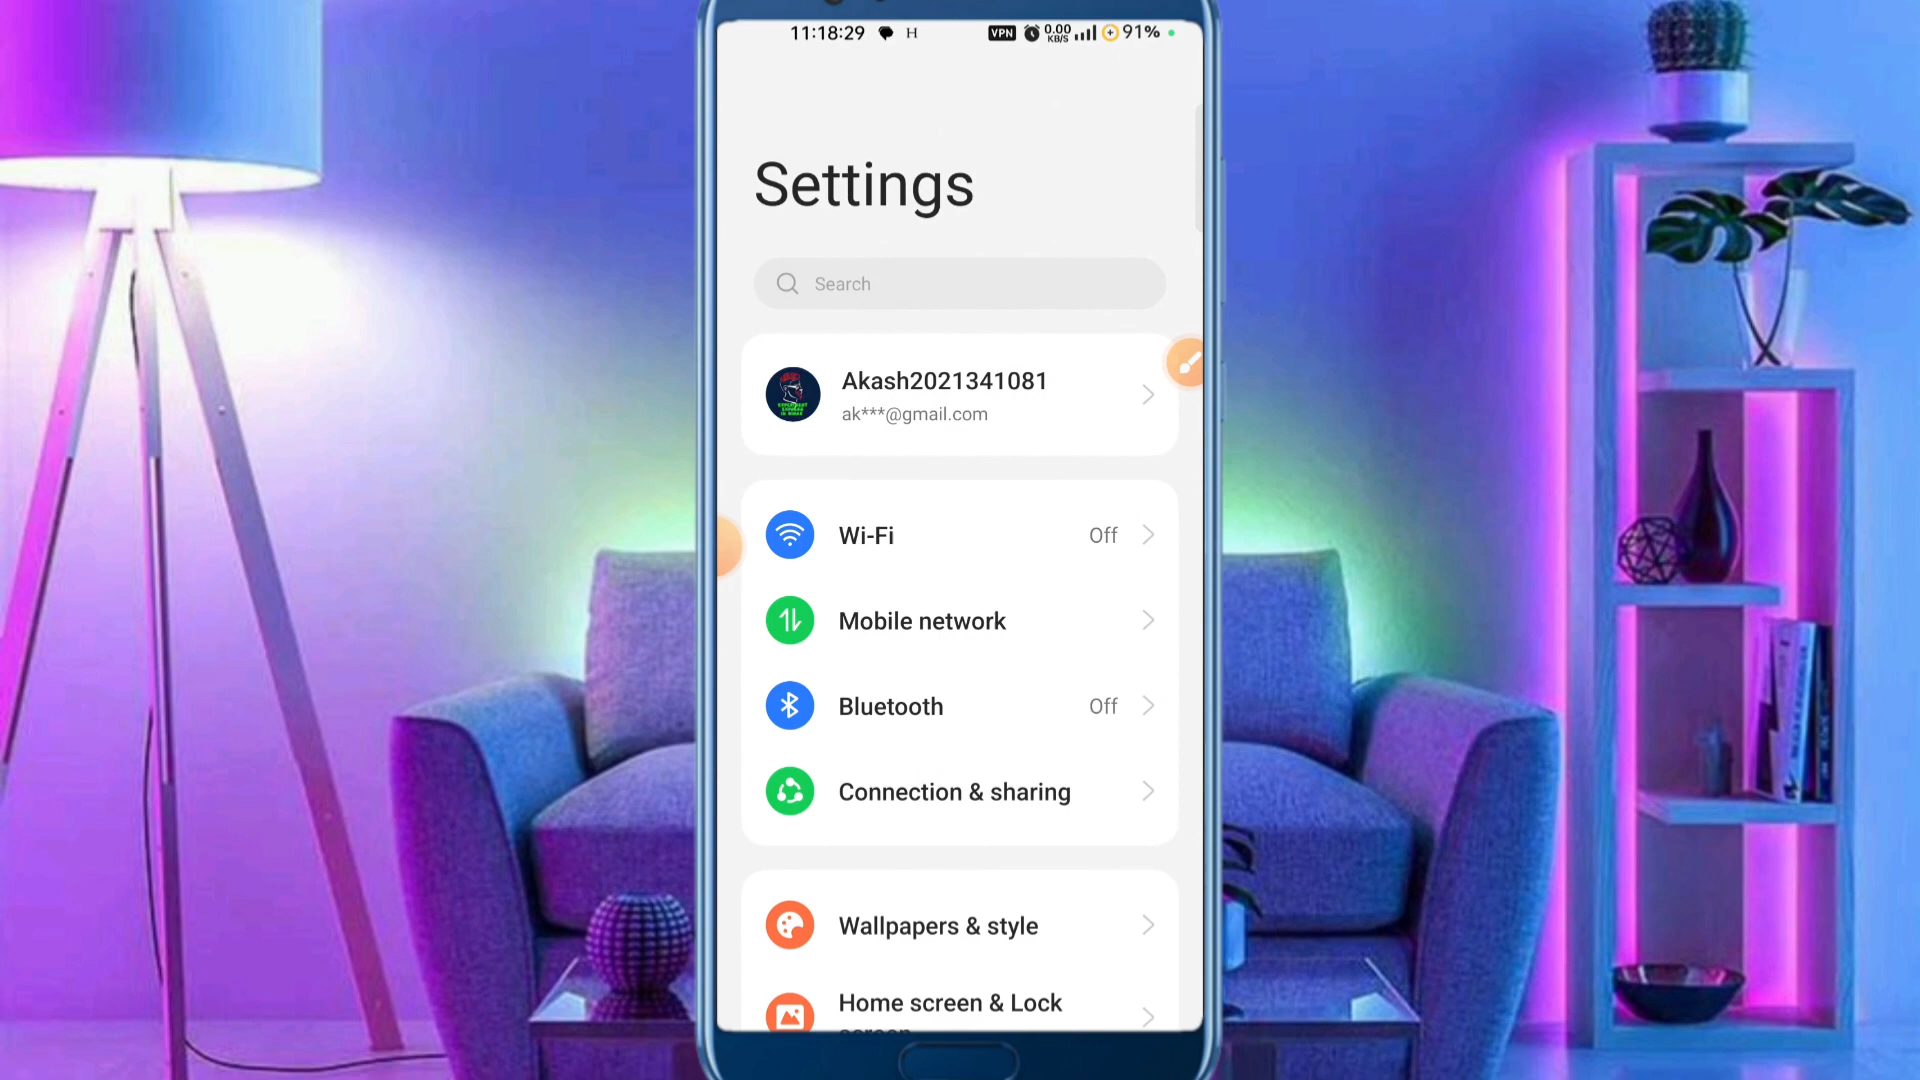 11:18:29 H VPN 0.00 KB/S 91%
Settings
Search
Akash2021341081
ak***@gmail.com
Wi-Fi Off
Mobile network
Bluetooth Off
Connection & sharing
Wallpapers & style
Home screen & Lock